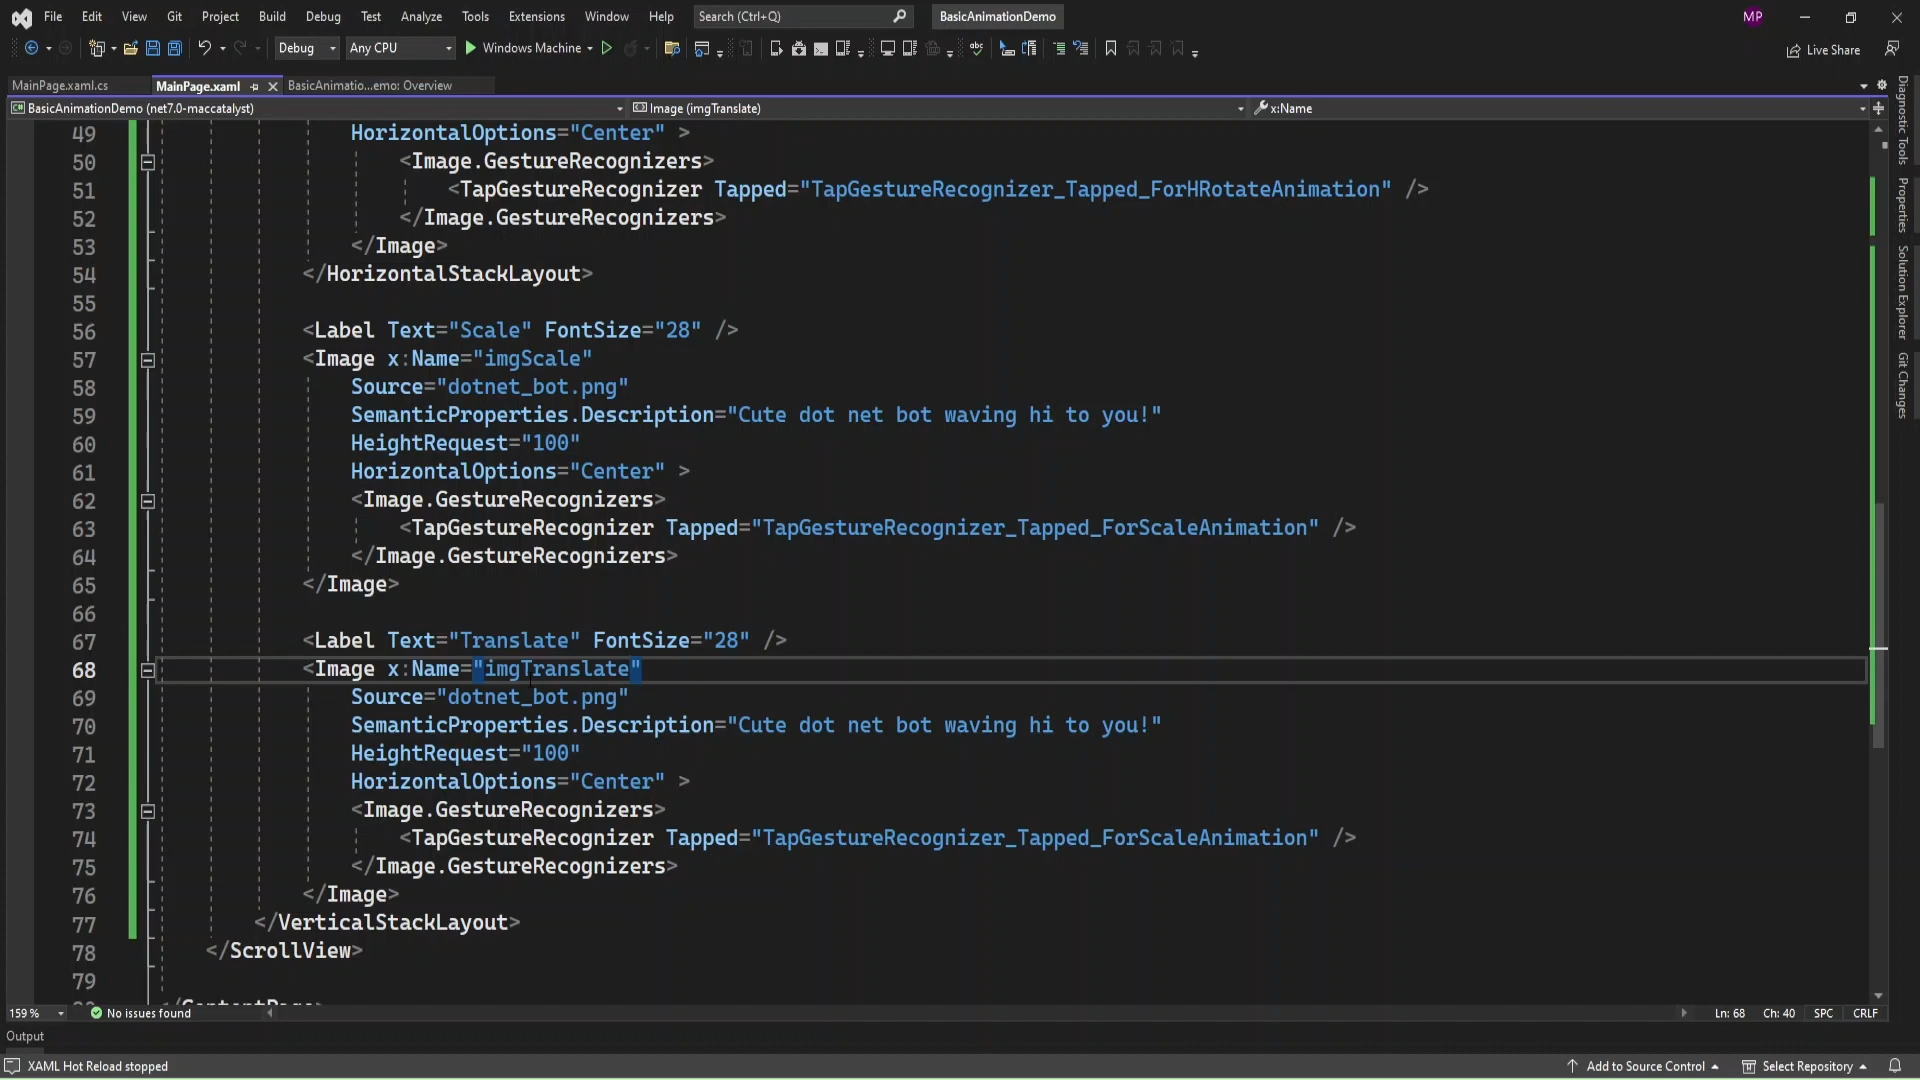 File Edit View Git Project Build Debug Test Analyze Tools Extensions Window Help Search (Ctrl+Q) BasicAnimationDemo MP
Debug Any CPU Windows Machine Live Share
MainPage.xaml.cs MainPage.xaml BasicAnimatio...emo: Overview
BasicAnimationDemo (net7.0-maccatalyst) Image (imgTranslate) x:Name
49 HorizontalOptions="Center" >
50 <Image.GestureRecognizers>
51 <TapGestureRecognizer Tapped="TapGestureRecognizer_Tapped_ForHRotateAnimation" />
52 </Image.GestureRecognizers>
53 </Image>
54 </HorizontalStackLayout>
55
56 <Label Text="Scale" FontSize="28" />
57 <Image x:Name="imgScale"
58 Source="dotnet_bot.png"
59 SemanticProperties.Description="Cute dot net bot waving hi to you!"
60 HeightRequest="100"
61 HorizontalOptions="Center" >
62 <Image.GestureRecognizers>
63 <TapGestureRecognizer Tapped="TapGestureRecognizer_Tapped_ForScaleAnimation" />
64 </Image.GestureRecognizers>
65 </Image>
66
67 <Label Text="Translate" FontSize="28" />
68 <Image x:Name="imgTranslate"
69 Source="dotnet_bot.png"
70 SemanticProperties.Description="Cute dot net bot waving hi to you!"
71 HeightRequest="100"
72 HorizontalOptions="Center" >
73 <Image.GestureRecognizers>
74 <TapGestureRecognizer Tapped="TapGestureRecognizer_Tapped_ForScaleAnimation" />
75 </Image.GestureRecognizers>
76 </Image>
77 </VerticalStackLayout>
78 </ScrollView>
79
</ContentPage>
159 % No issues found Ln: 68 Ch: 40 SPC CRLF
Output
XAML Hot Reload stopped Add to Source Control Select Repository
Diagnostic Tools
Properties
Solution Explorer
Git Changes